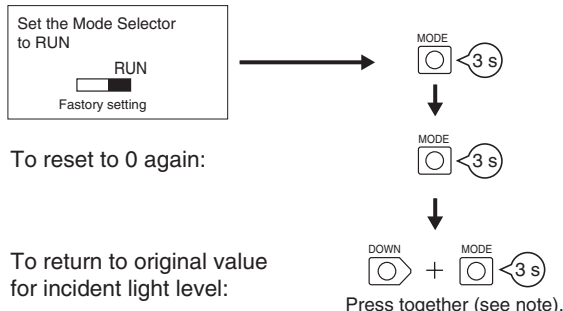 Set the Mode Selector
to RUN
RUN
Fastory setting
MODE
3 s
To reset to 0 again:
MODE
3 s
To return to original value
for incident light level:
DOWN
+
MODE
3 s
Press together (see note).